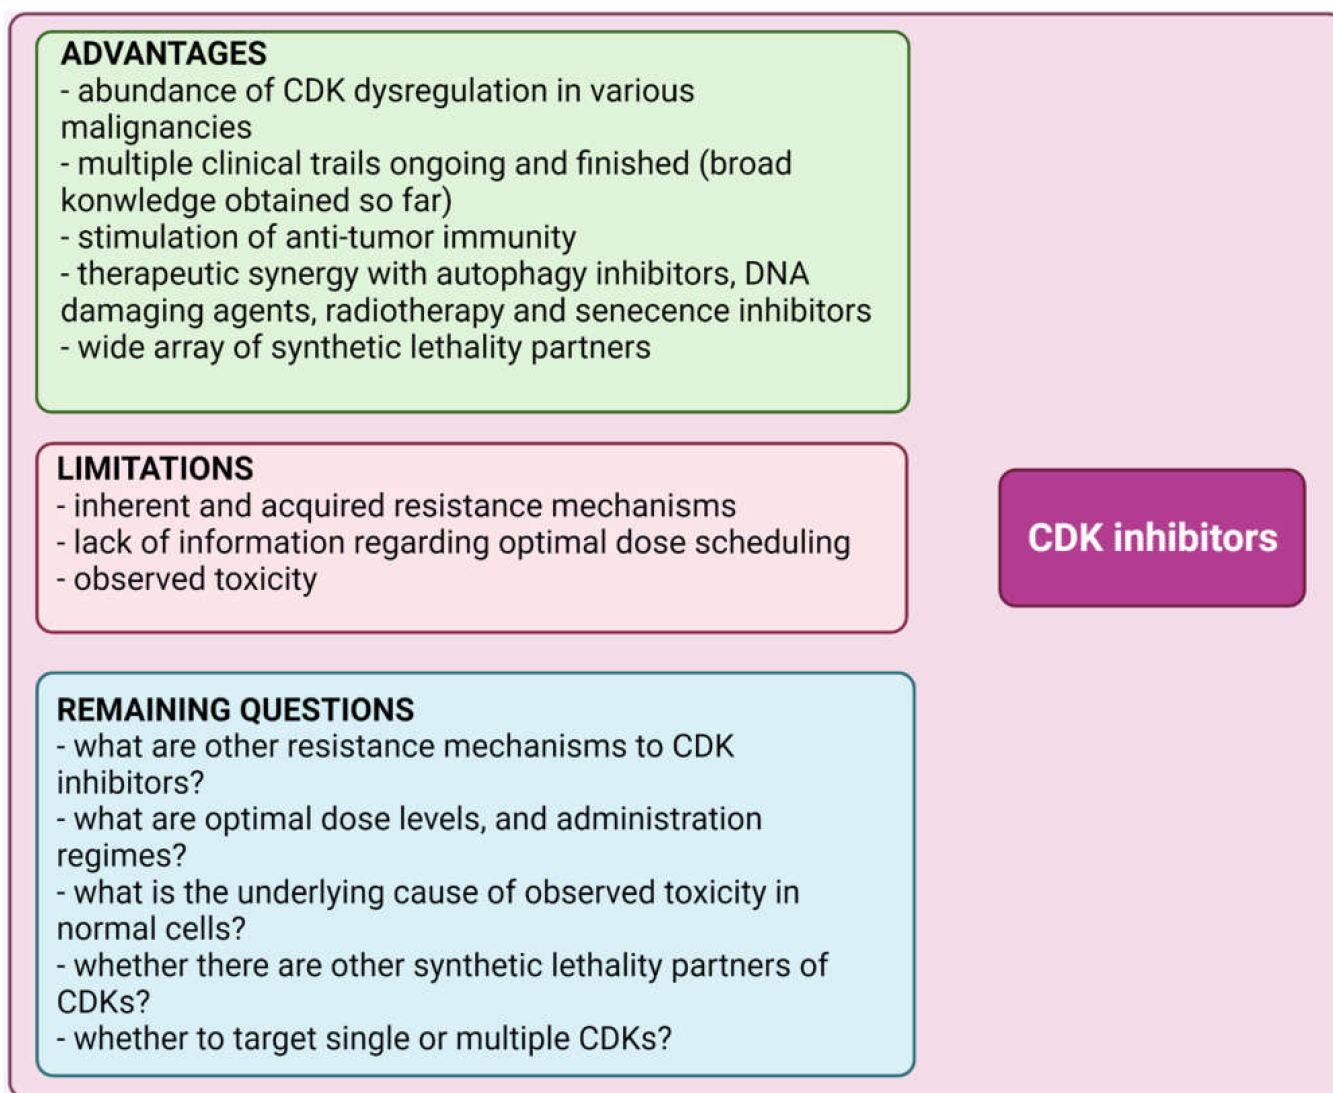 ADVANTAGES
- abundance of CDK dysregulation in various
malignancies
- multiple clinical trails ongoing and finished (broad
konwledge obtained so far)
- stimulation of anti-tumor immunity
- therapeutic synergy with autophagy inhibitors, DNA
damaging agents, radiotherapy and senecence inhibitors
- wide array of synthetic lethality partners
LIMITATIONS
- inherent and acquired resistance mechanisms
- lack of information regarding optimal dose scheduling
- observed toxicity
CDK inhibitors
REMAINING QUESTIONS
- what are other resistance mechanisms to CDK
inhibitors?
- what are optimal dose levels, and administration
regimes?
- what is the underlying cause of observed toxicity in
normal cells?
- whether there are other synthetic lethality partners of
CDKs?
- whether to target single or multiple CDKs?